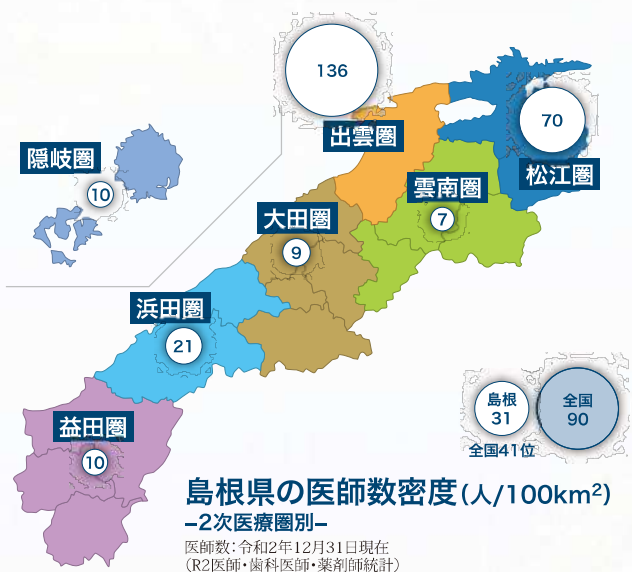 136
出雲圏
70
松江圏
隠岐圏
10
雲南圏
7
大田圏
9
浜田圏
21
益田圏
10
島根
31
全国
90
全国41位
島根県の医師数密度(人/100km²)
–2次医療圏別–
医師数:令和2年12月31日現在
(R2医師・歯科医師・薬剤師統計)